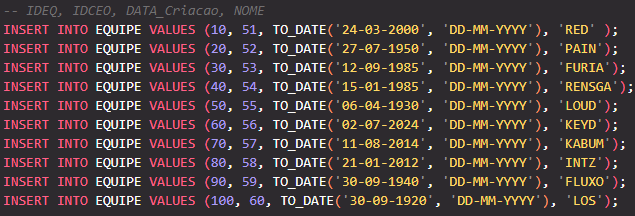 -- IDEQ, IDCEO, DATA_Criacao, NOME
INSERT INTO EQUIPE VALUES (10, 51, TO_DATE('24-03-2000', 'DD-MM-YYYY'), 'RED' );
INSERT INTO EQUIPE VALUES (20, 52, TO_DATE('27-07-1950', 'DD-MM-YYYY'), 'PAIN');
INSERT INTO EQUIPE VALUES (30, 53, TO_DATE('12-09-1985', 'DD-MM-YYYY'), 'FURIA');
INSERT INTO EQUIPE VALUES (40, 54, TO_DATE('15-01-1985', 'DD-MM-YYYY'), 'RENSGA');
INSERT INTO EQUIPE VALUES (50, 55, TO_DATE('06-04-1930', 'DD-MM-YYYY'), 'LOUD');
INSERT INTO EQUIPE VALUES (60, 56, TO_DATE('02-07-2024', 'DD-MM-YYYY'), 'KEYD');
INSERT INTO EQUIPE VALUES (70, 57, TO_DATE('11-08-2014', 'DD-MM-YYYY'), 'KABUM');
INSERT INTO EQUIPE VALUES (80, 58, TO_DATE('21-01-2012', 'DD-MM-YYYY'), 'INTZ');
INSERT INTO EQUIPE VALUES (90, 59, TO_DATE('30-09-1940', 'DD-MM-YYYY'), 'FLUXO');
INSERT INTO EQUIPE VALUES (100, 60, TO_DATE('30-09-1920', 'DD-MM-YYYY'), 'LOS');